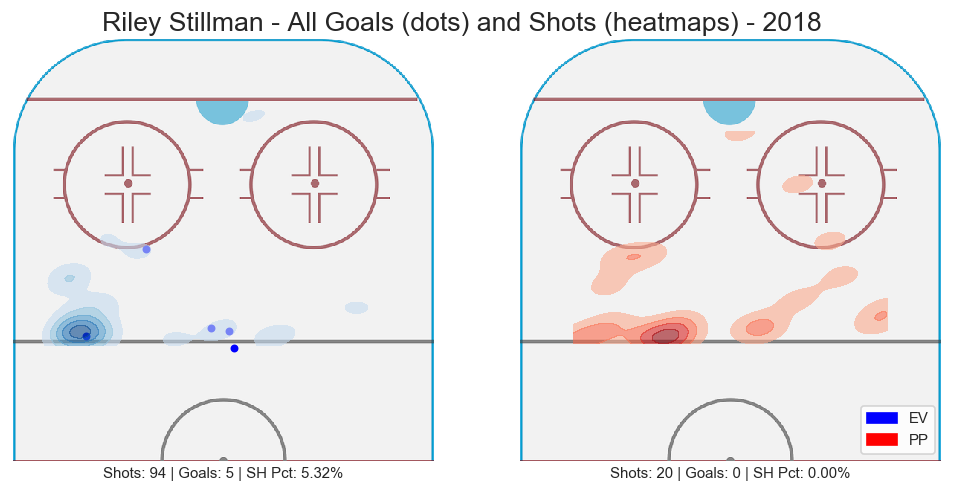 Riley Stillman - All Goals (dots) and Shots (heatmaps) - 2018
EV
PP
Shots: 94 | Goals: 5 | SH Pct: 5.32%
Shots: 20 | Goals: 0 | SH Pct: 0.00%